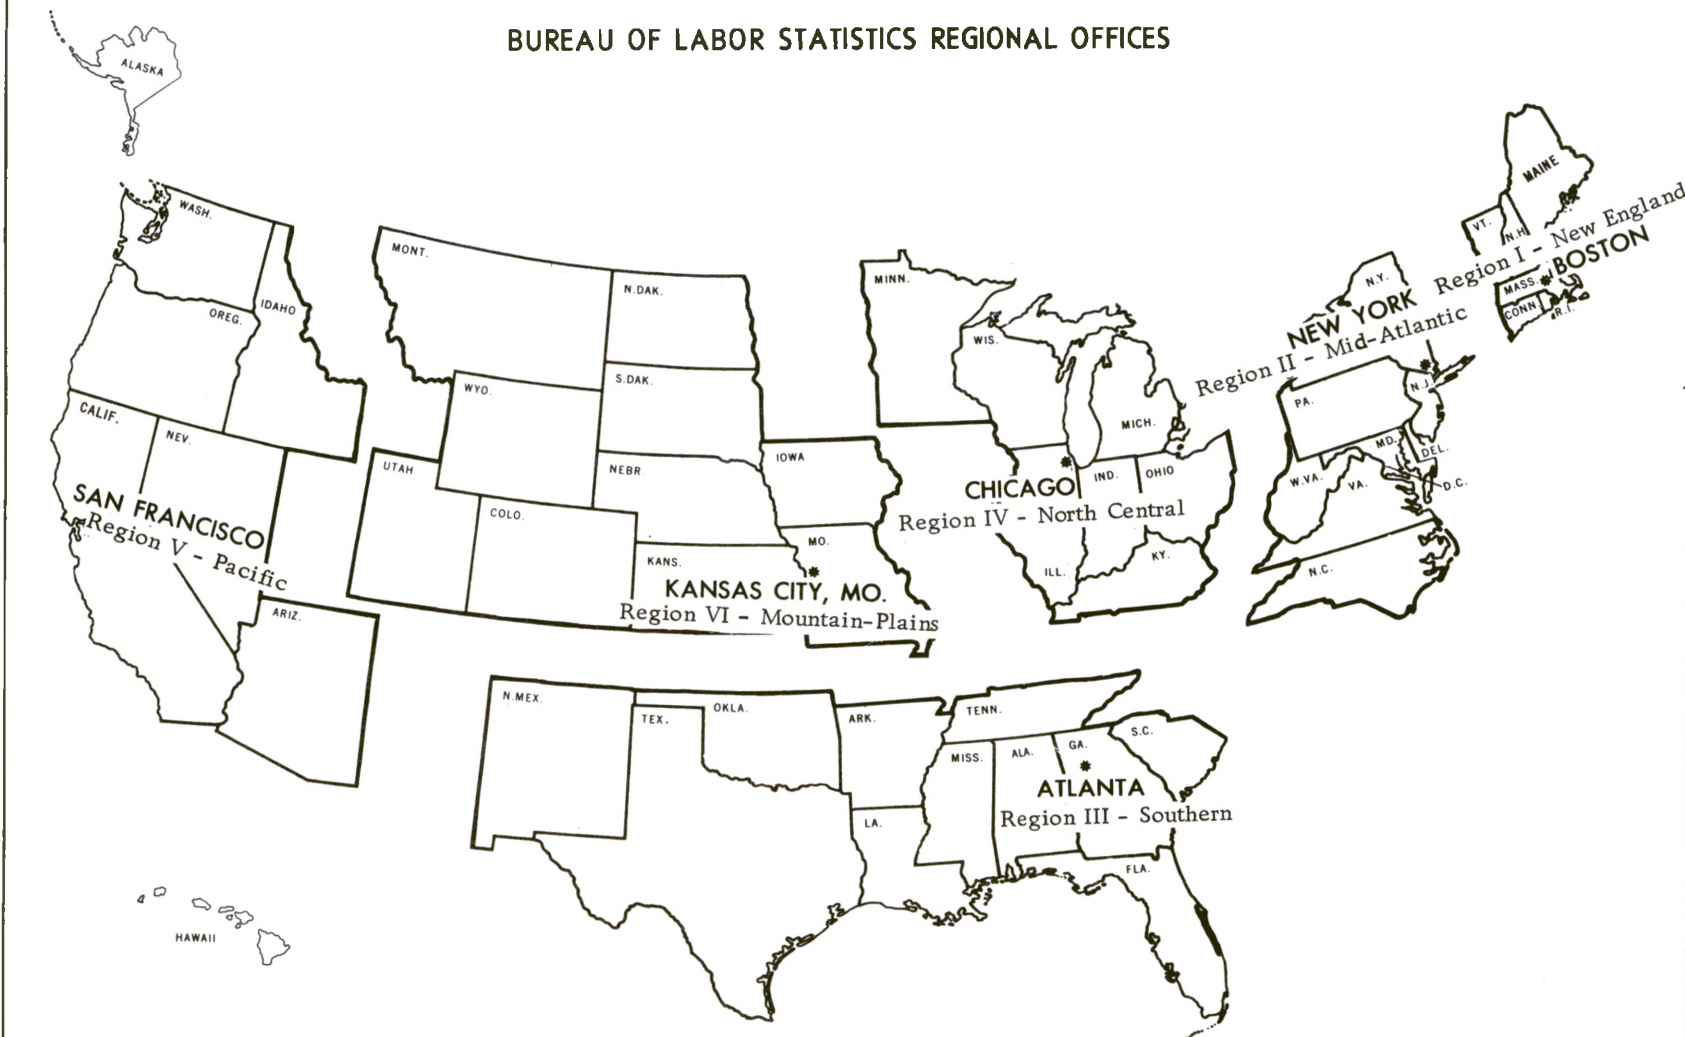 BUREAU OF LABOR STATISTICS REGIONAL OFFICES
ALASKA
WASH.
OREG.
IDAHO
CALIF.
NEV.
SAN FRANCISCO
Region V - Pacific
ARIZ.
HAWAII
MONT.
N.DAK.
S.DAK.
WYO.
NEBR.
UTAH
COLO.
KANS.
IOWA
MO.
KANSAS CITY, MO.
Region VI - Mountain-Plains
MINN.
WIS.
MICH.
CHICAGO
IND.
OHIO
Region IV - North Central
ILL.
KY.
MAINE
VT.
N.H.
Region I - New England
BOSTON
MASS.
CONN.
R.I.
N.Y.
NEW YORK
Region II - Mid-Atlantic
PA.
N.J.
MD.
DEL.
W.VA.
VA.
D.C.
N.C.
N.MEX.
TEX.
OKLA.
ARK.
LA.
TENN.
MISS.
ALA.
GA.
S.C.
ATLANTA
Region III - Southern
FLA.